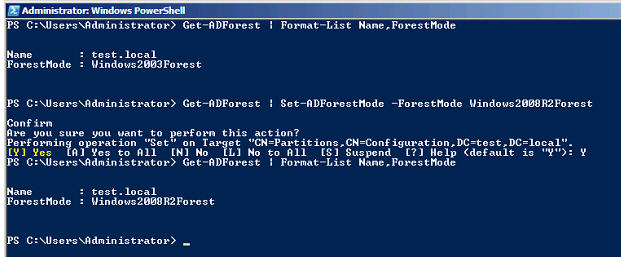 Administrator: Windows PowerShell
PS C:\Users\Administrator> Get-ADForest | Format-List Name,ForestMode
Name : test.local
ForestMode : Windows2003Forest
PS C:\Users\Administrator> Get-ADForest | Set-ADForestMode -ForestMode Windows2008R2Forest
Confirm
Are you sure you want to perform this action?
Performing operation "Set" on Target "CN=Partitions,CN=Configuration,DC=test,DC=local".
[Y] Yes [A] Yes to All [N] No [L] No to All [S] Suspend [?] Help (default is "Y"): Y
PS C:\Users\Administrator> Get-ADForest | Format-List Name,ForestMode
Name : test.local
ForestMode : Windows2008R2Forest
PS C:\Users\Administrator> _